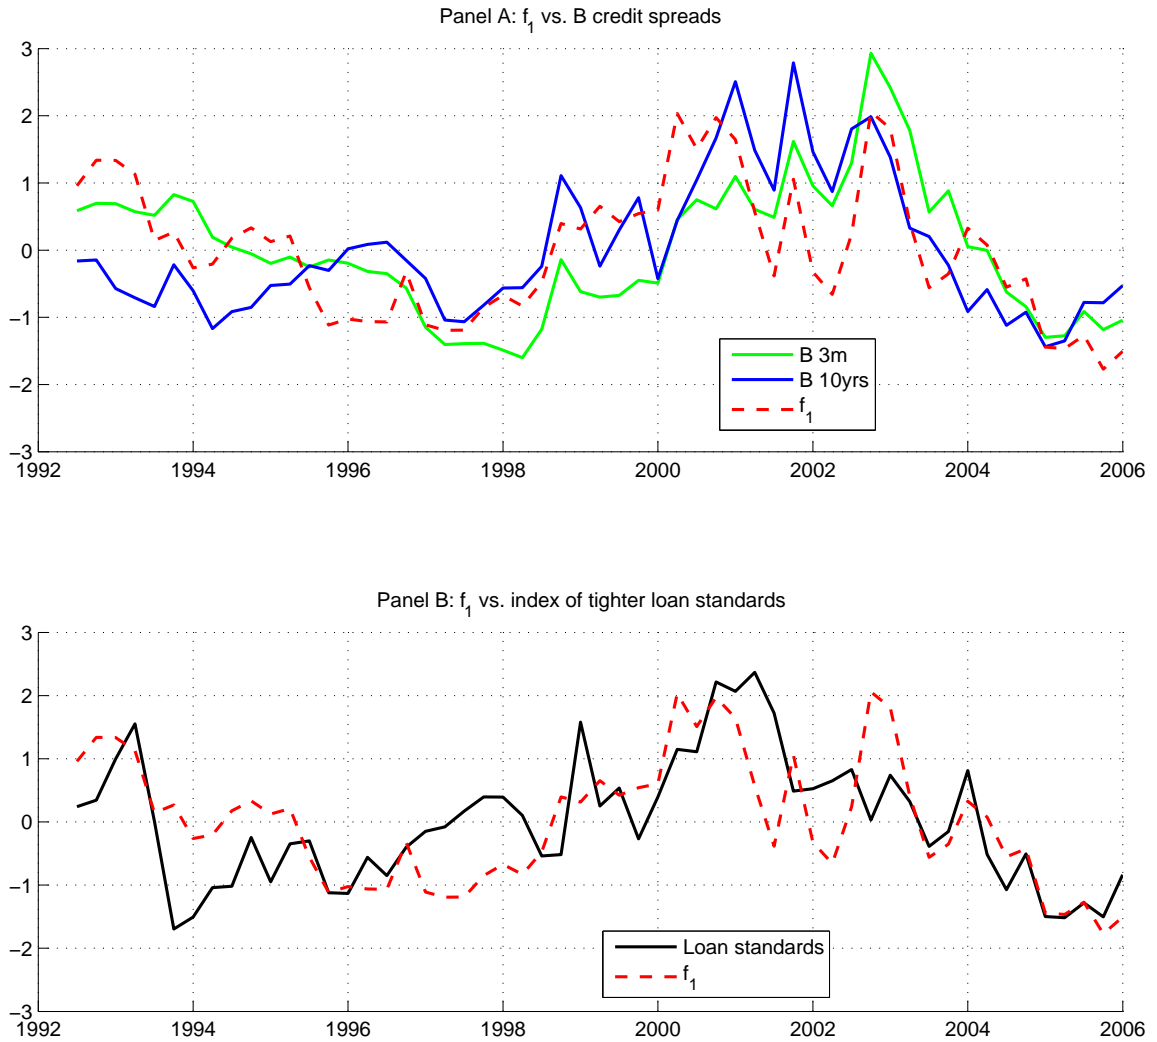 Panel A: f1 vs. B credit spreads
3
2
1
0
−1
−2
−3
B 3m
B 10yrs
f1
1992 1994 1996 1998 2000 2002 2004 2006
Panel B: f1 vs. index of tighter loan standards
3
2
1
0
−1
−2
−3
Loan standards
f1
1992 1994 1996 1998 2000 2002 2004 2006